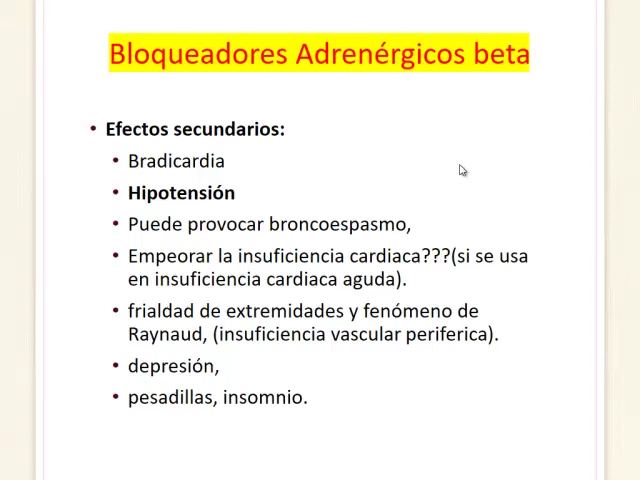 Bloqueadores Adrenérgicos beta
• Efectos secundarios:
• Bradicardia
• Hipotensión
• Puede provocar broncoespasmo,
• Empeorar la insuficiencia cardiaca???(si se usa
en insuficiencia cardiaca aguda).
• frialdad de extremidades y fenómeno de
Raynaud, (insuficiencia vascular periferica).
• depresión,
• pesadillas, insomnio.